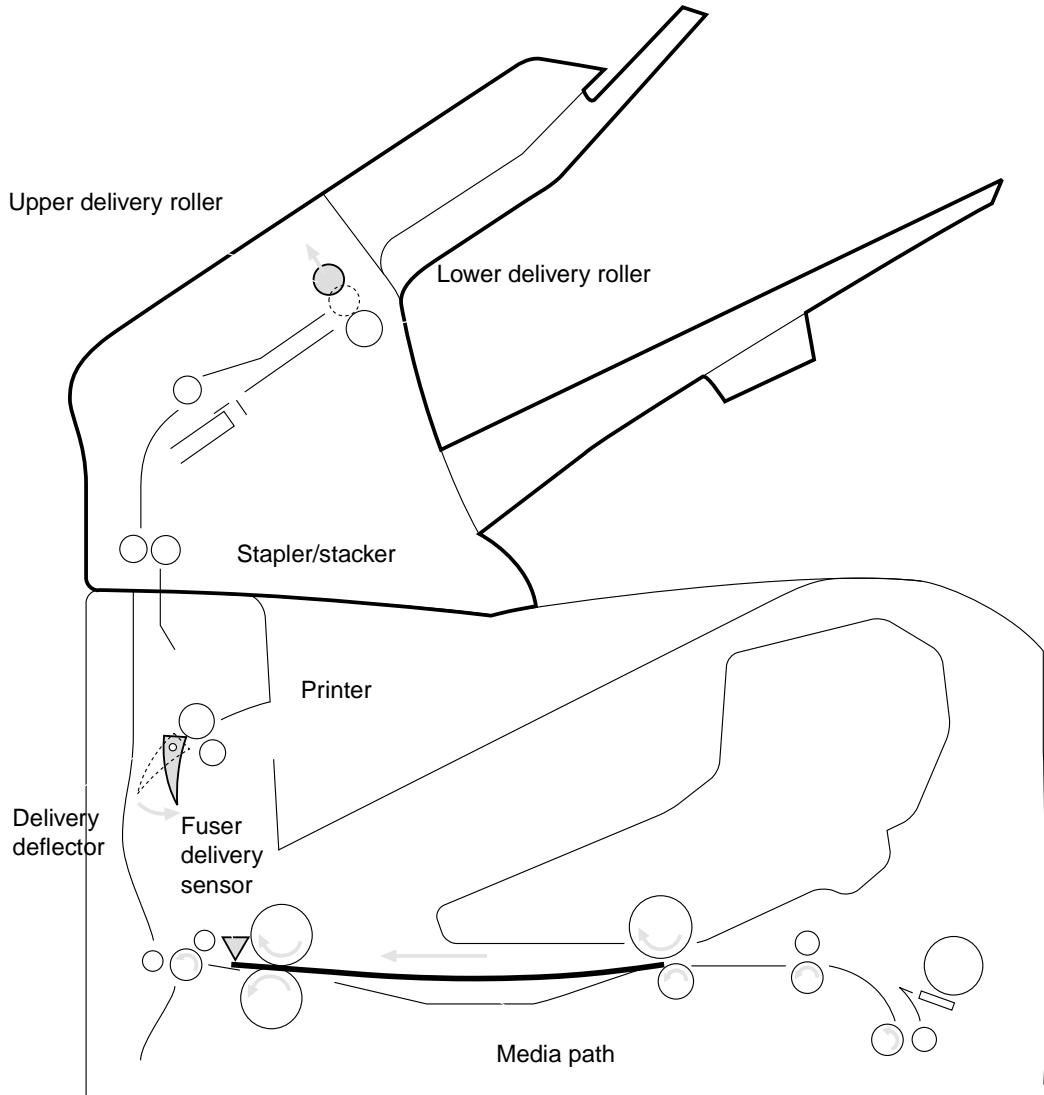 Upper delivery roller
Lower delivery roller
Stapler/stacker
Printer
Delivery
deflector
Fuser
delivery
sensor
Media path